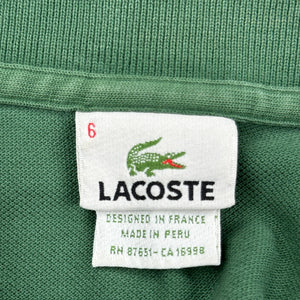 6
LACOSTE
DESIGNED IN FRANCE
MADE IN PERU
RN 87651 - CA 16998